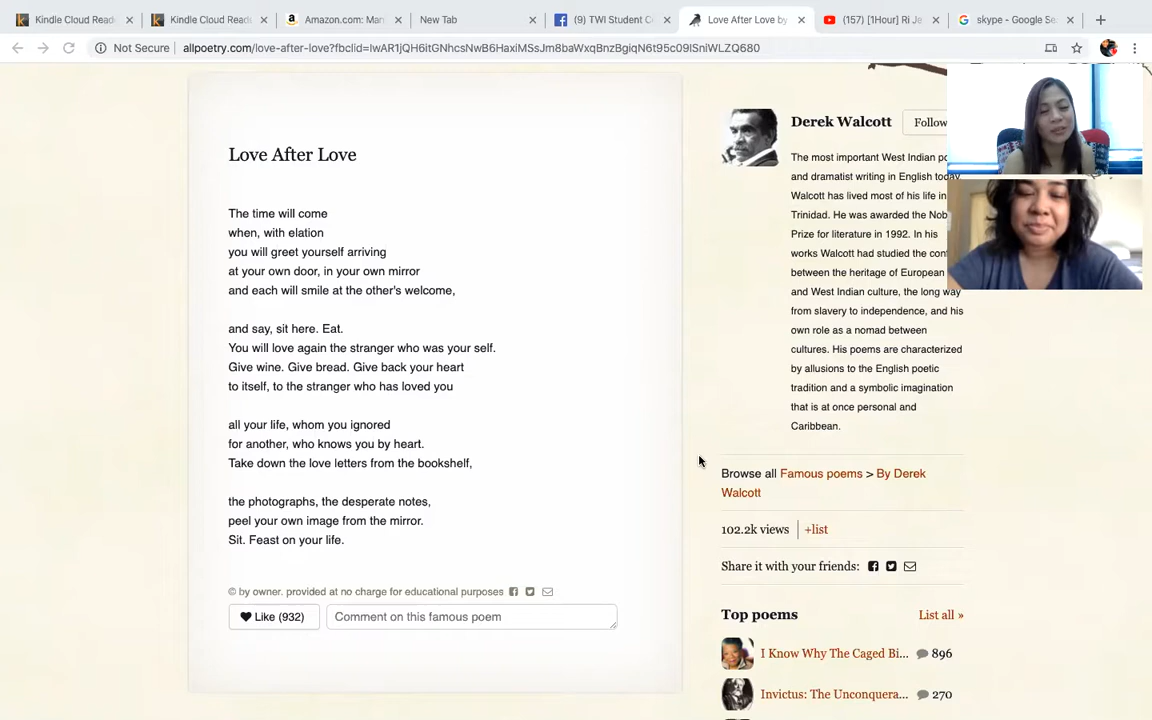 Kindle Cloud Reade
Kindle Cloud Reade
Amazon.com: Man
New Tab
(9) TWI Student C
Love After Love by
(157) [1Hour] Ri Je
skype - Google Se
Not Secure
allpoetry.com/love-after-love?fbclid=IwAR1jQH6itGNhcsNwB6HaxiMSsJm8baWxqBnzBgiqN6t95c09lSniWLZQ680
Love After Love
The time will come
when, with elation
you will greet yourself arriving
at your own door, in your own mirror
and each will smile at the other's welcome,
and say, sit here. Eat.
You will love again the stranger who was your self.
Give wine. Give bread. Give back your heart
to itself, to the stranger who has loved you
all your life, whom you ignored
for another, who knows you by heart.
Take down the love letters from the bookshelf,
the photographs, the desperate notes,
peel your own image from the mirror.
Sit. Feast on your life.
© by owner. provided at no charge for educational purposes
Like (932)
Comment on this famous poem
Derek Walcott
Follow
The most important West Indian po
and dramatist writing in English today.
Walcott has lived most of his life in
Trinidad. He was awarded the Nob
Prize for literature in 1992. In his
works Walcott had studied the conf
between the heritage of European
and West Indian culture, the long way
from slavery to independence, and his
own role as a nomad between
cultures. His poems are characterized
by allusions to the English poetic
tradition and a symbolic imagination
that is at once personal and
Caribbean.
Browse all Famous poems > By Derek
Walcott
102.2k views
+list
Share it with your friends:
Top poems
List all »
I Know Why The Caged Bi...
896
Invictus: The Unconquera...
270